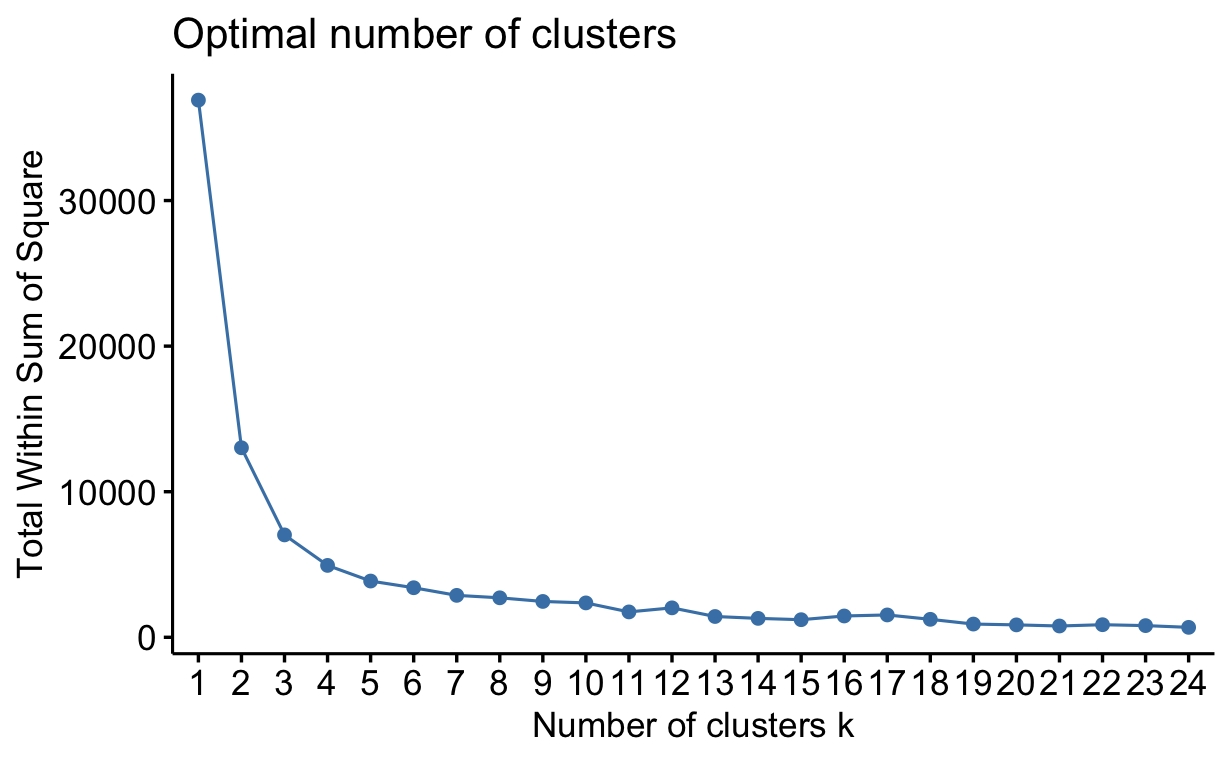 Optimal number of clusters
Total Within Sum of Square
30000
20000
10000
0
1 2 3 4 5 6 7 8 9 10 11 12 13 14 15 16 17 18 19 20 21 22 23 24
Number of clusters k